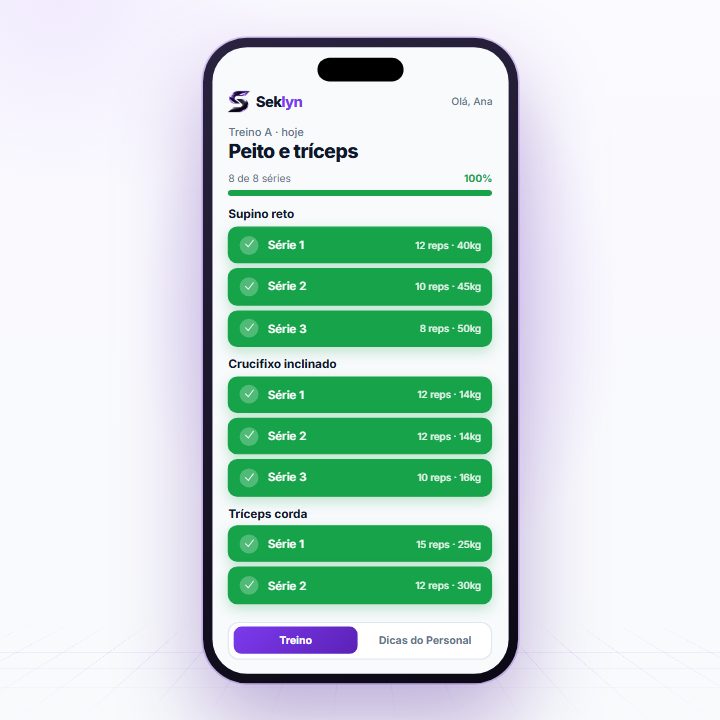 Seklyn
Olá, Ana
Treino A · hoje
Peito e tríceps
8 de 8 séries
100%
Supino reto
Série 1
12 reps · 40kg
Série 2
10 reps · 45kg
Série 3
8 reps · 50kg
Crucifixo inclinado
Série 1
12 reps · 14kg
Série 2
12 reps · 14kg
Série 3
10 reps · 16kg
Tríceps corda
Série 1
15 reps · 25kg
Série 2
12 reps · 30kg
Treino
Dicas do Personal